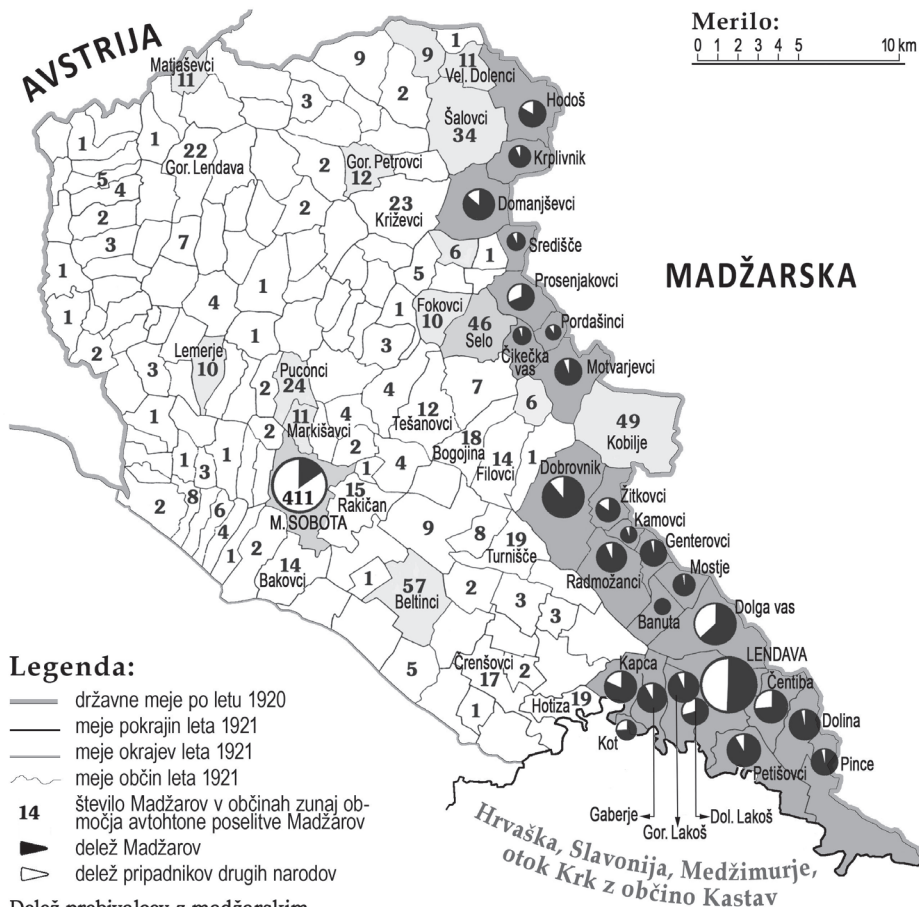 Merilo:
0 1 2 3 4 5 10 km
AVSTRIJA
MADŽARSKA
9
9
1
11
Vel. Dolenci
Matjaševci
11
3
2
Hodoš
Šalovci
34
1
1
22
Gor. Lendava
2
Gor. Petrovci
12
Krplivnik
5
4
2
2
23
Križevci
Domanjševci
3
7
6
1
Središče
1
5
1
Prosenjakovci
4
1
1
Fokovci
10
46
Selo
Pordašinci
Čikečka
vas
2
1
3
Lemerje
10
3
Puconci
24
2
4
7
Motvarjevci
6
1
11
Markišavci
4
12
Tešanovci
49
Kobilje
2
2
18
Bogojina
14
Filovci
1
1
3
1
1
4
Dobrovnik
411
M. SOBOTA
15
Rakičan
Žitkovci
2
8
6
4
1
2
9
8
19
Turnišče
Kamovci
Genterovci
14
Bakovci
1
57
Beltinci
2
3
3
Radmožanci
Mostje
Banuta
Dolga vas
5
Črenšovci
17
2
Kapca
LENDAVA
Čentiba
1
Hotiza
19
Kot
Dolina
Petišovci
Pince
Gaberje
Gor. Lakoš
Dol. Lakoš
Hrvaška, Slavonija, Medžimurje,
otok Krk z občino Kastav
Legenda:
državne meje po letu 1920
meje pokrajin leta 1921
meje okrajev leta 1921
meje občin leta 1921
14 število Madžarov v občinah zunaj ob-
močja avtohtone poselitve Madžarov
delež Madžarov
delež pripadnikov drugih narodov
Delež prebivalcev z madžarskim